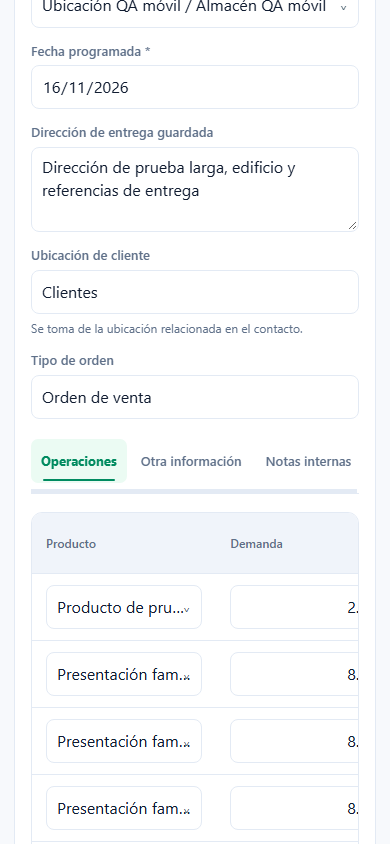 Ubicación QA móvil / Almacén QA móvil
Fecha programada *
16/11/2026
Dirección de entrega guardada
Dirección de prueba larga, edificio y
referencias de entrega
Ubicación de cliente
Clientes
Se toma de la ubicación relacionada en el contacto.
Tipo de orden
Orden de venta
Operaciones Otra información Notas internas
Producto Demanda
Producto de pru... 2.
Presentación fam... 8.
Presentación fam... 8.
Presentación fam... 8.